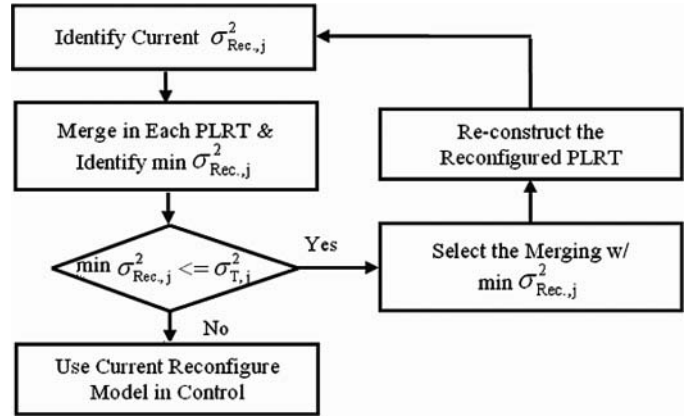 Identify Current σ²Rec.,j
Merge in Each PLRT &
Identify min σ²Rec.,j
min σ²Rec.,j <= σ²T,j
Yes
No
Use Current Reconfigure
Model in Control
Select the Merging w/
min σ²Rec.,j
Re-construct the
Reconfigured PLRT